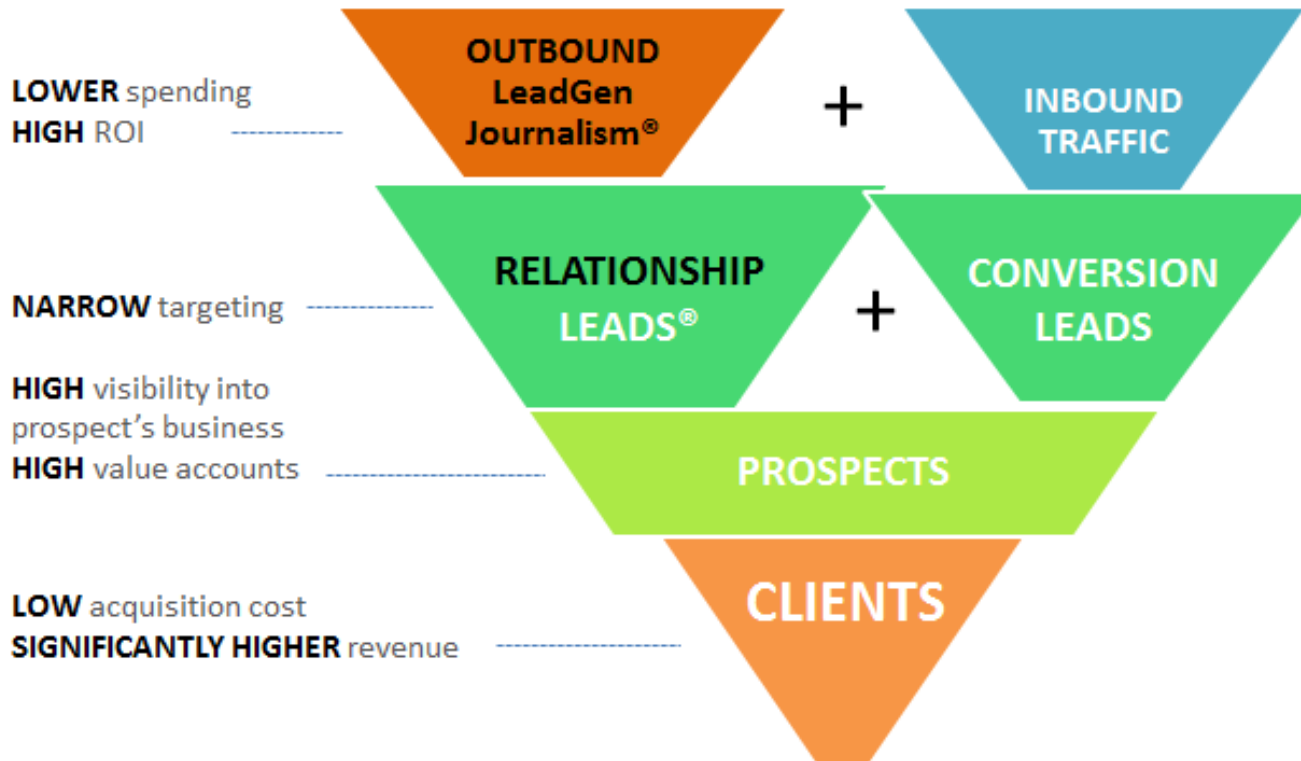 OUTBOUND
LeadGen
Journalism®
+
INBOUND
TRAFFIC
LOWER spending
HIGH ROI
RELATIONSHIP
LEADS®
+
CONVERSION
LEADS
NARROW targeting
HIGH visibility into
prospect’s business
HIGH value accounts
PROSPECTS
CLIENTS
LOW acquisition cost
SIGNIFICANTLY HIGHER revenue